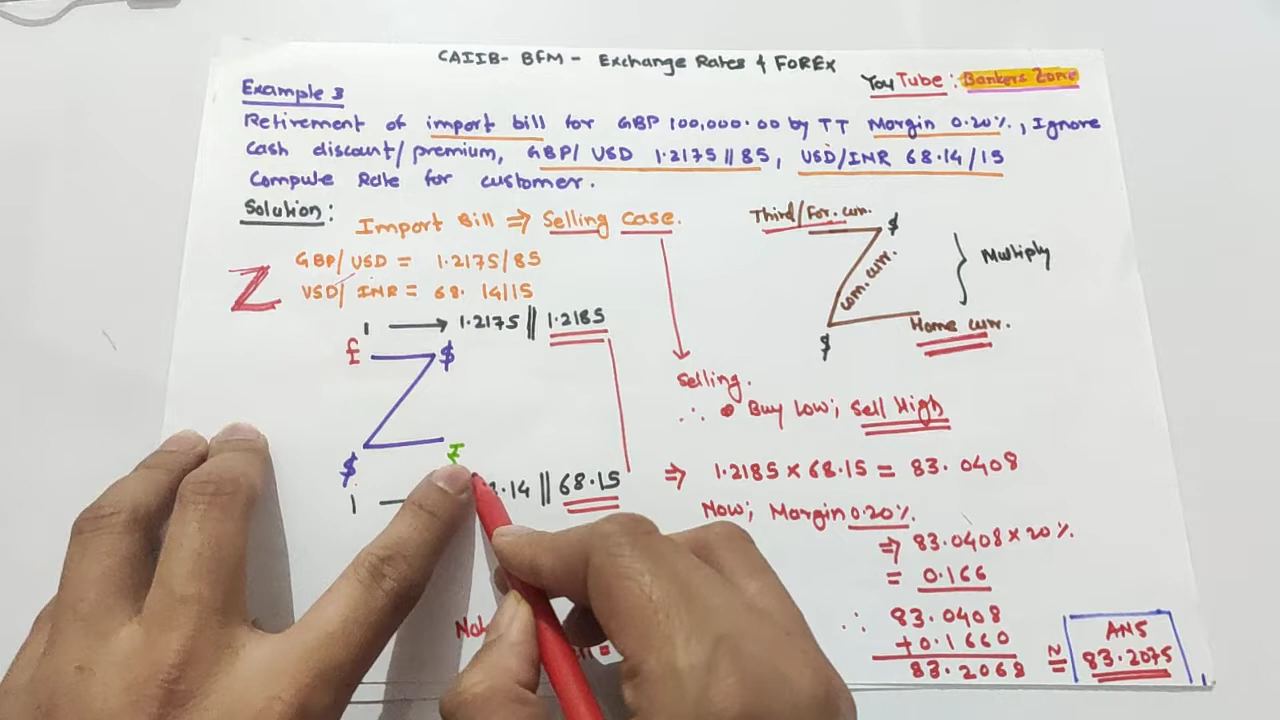 CAIIB- BFM - Exchange Rates & FOREX
YouTube: Bankers Zone
Example 3
Retirement of import bill for GBP 100,000.00 by TT Margin 0.20%, Ignore
Cash discount/premium, GBP/USD 1.2175 || 85, USD/INR 68.14/15
Compute Rate for customer.
Solution:
Import Bill ⇒ Selling Case.
GBP/USD = 1.2175/85
USD/INR = 68.14/15
1 → 1.2175 || 1.2185
£ $
$ ₹
1 .14 || 68.15
Third/For. curr. $
Com. curr.
$ Home curr.
} Multiply
Selling.
∴ Buy Low; Sell High
⇒ 1.2185 x 68.15 = 83.0408
Now; Margin 0.20%.
⇒ 83.0408 x 20%.
= 0.166
∴ 83.0408
+0.1660
83.2068 ≅
ANS
83.2075